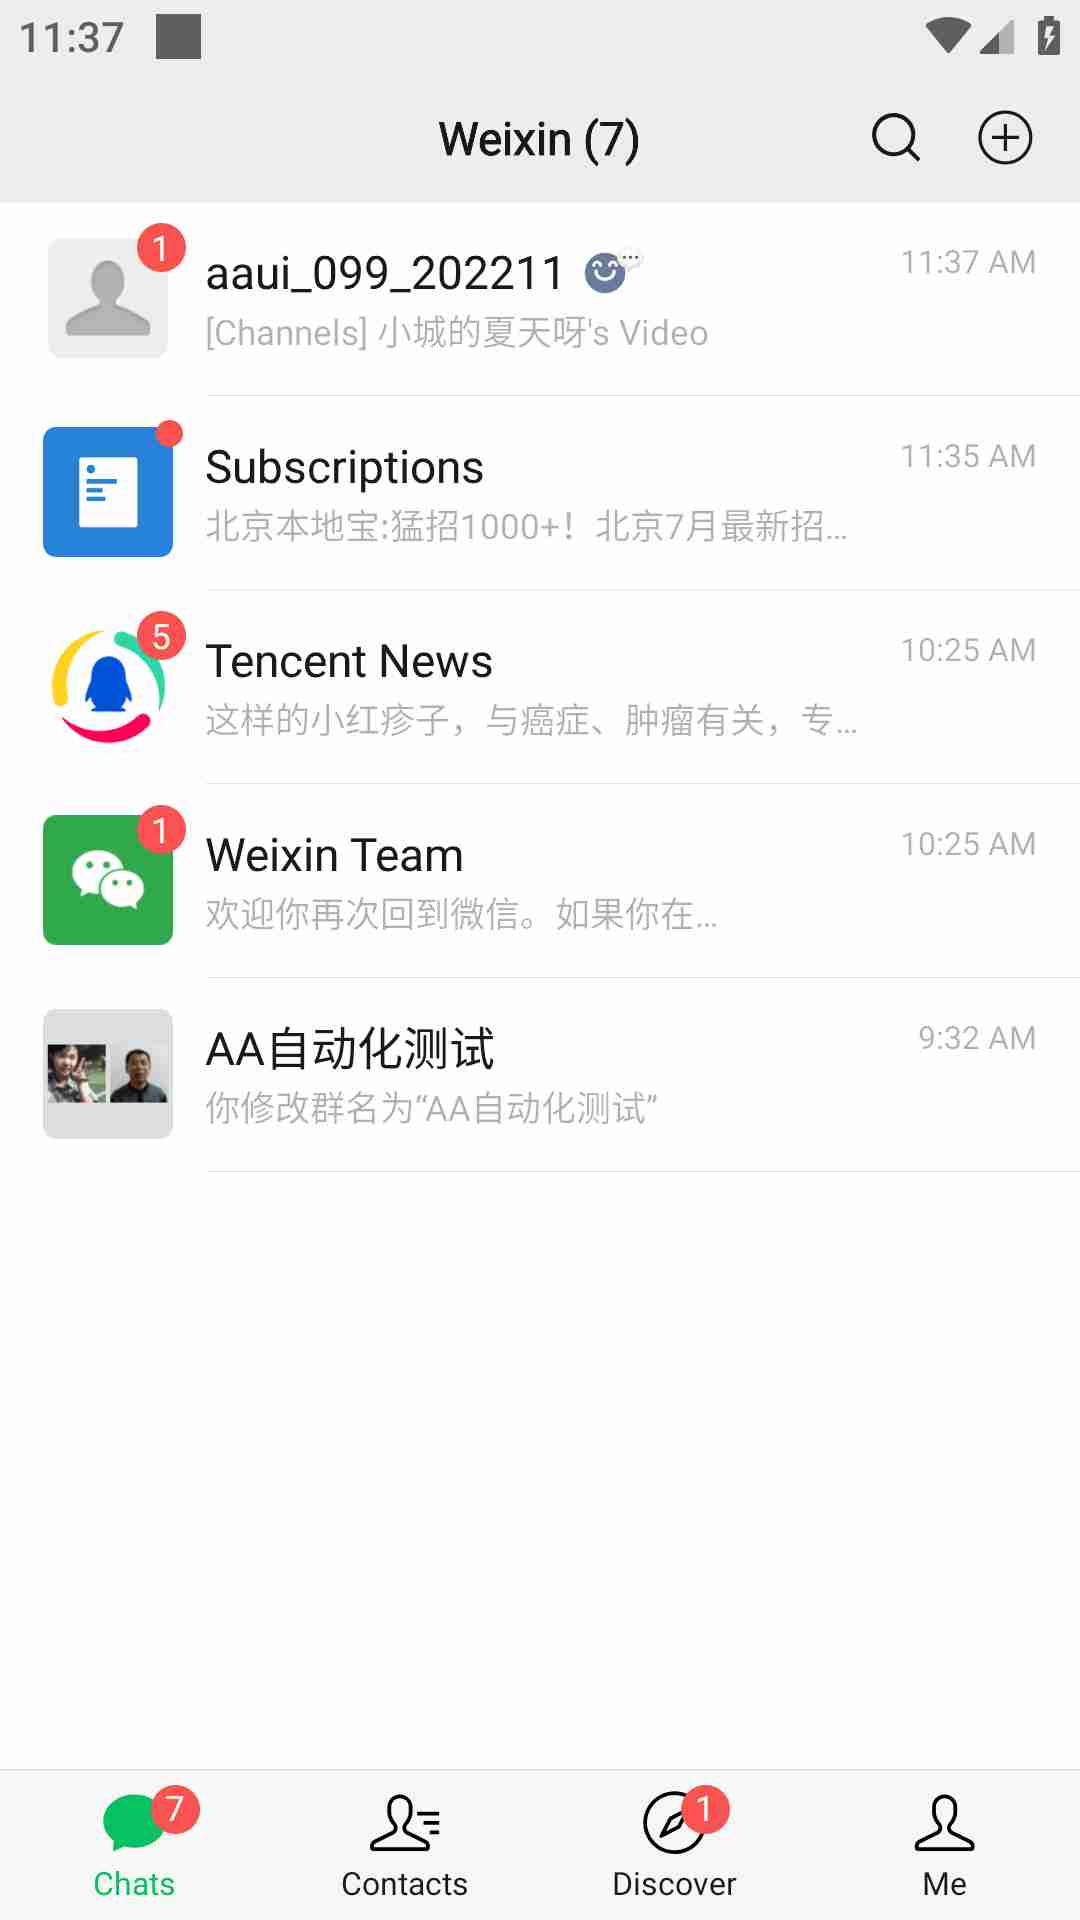 11:37
Weixin (7)
1
aaui_099_202211
11:37 AM
[Channels] 小城的夏天呀's Video
Subscriptions
11:35 AM
北京本地宝:猛招1000+！北京7月最新招...
5
Tencent News
10:25 AM
这样的小红疹子，与癌症、肿瘤有关，专...
1
Weixin Team
10:25 AM
欢迎你再次回到微信。如果你在...
AA自动化测试
9:32 AM
你修改群名为“AA自动化测试”
7
1
Chats
Contacts
Discover
Me